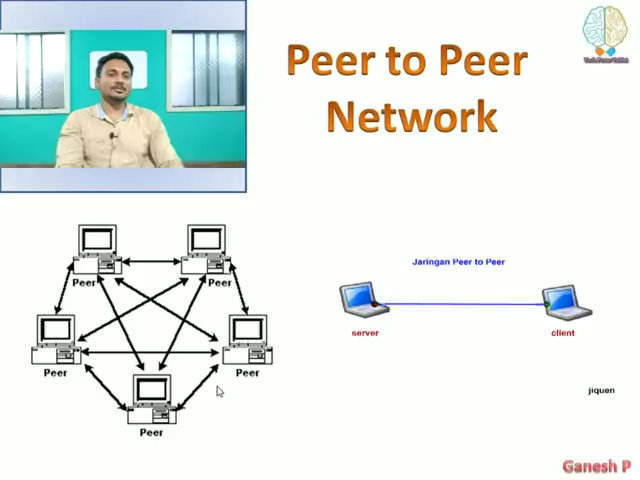 Peer to Peer
Network
Peer
Peer
Peer
Peer
Peer
Jaringan Peer to Peer
server
client
jiquen
Ganesh P